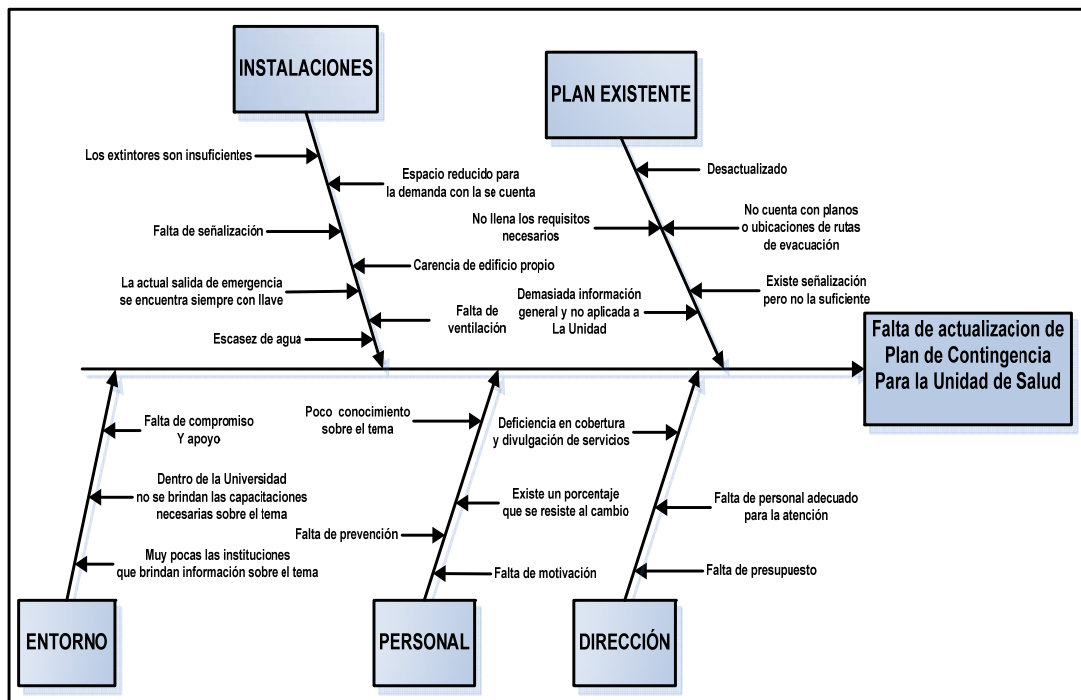 INSTALACIONES
PLAN EXISTENTE
Los extintores son insuficientes
Espacio reducido para
la demanda con la se cuenta
Falta de señalización
Carencia de edificio propio
La actual salida de emergencia
se encuentra siempre con llave
Falta de
ventilación
Escasez de agua
Desactualizado
No llena los requisitos
necesarios
No cuenta con planos
o ubicaciones de rutas
de evacuación
Existe señalización
pero no la suficiente
Demasiada información
general y no aplicada a
La Unidad
Falta de actualizacion de
Plan de Contingencia
Para la Unidad de Salud
Falta de compromiso
Y apoyo
Dentro de la Universidad
no se brindan las capacitaciones
necesarias sobre el tema
Muy pocas las instituciones
que brindan información sobre el tema
Poco conocimiento
sobre el tema
Existe un porcentaje
que se resiste al cambio
Falta de prevención
Falta de motivación
Deficiencia en cobertura
y divulgación de servicios
Falta de personal adecuado
para la atención
Falta de presupuesto
ENTORNO
PERSONAL
DIRECCIÓN